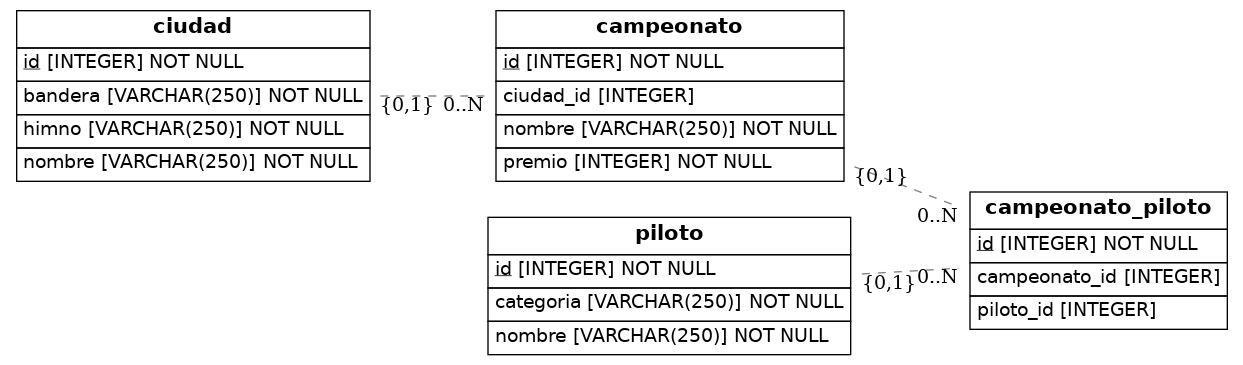 ciudad
id [INTEGER] NOT NULL
bandera [VARCHAR(250)] NOT NULL
himno [VARCHAR(250)] NOT NULL
nombre [VARCHAR(250)] NOT NULL
{0,1} 0..N
campeonato
id [INTEGER] NOT NULL
ciudad_id [INTEGER]
nombre [VARCHAR(250)] NOT NULL
premio [INTEGER] NOT NULL
{0,1}
0..N
piloto
id [INTEGER] NOT NULL
categoria [VARCHAR(250)] NOT NULL
nombre [VARCHAR(250)] NOT NULL
{0,1} 0..N
campeonato_piloto
id [INTEGER] NOT NULL
campeonato_id [INTEGER]
piloto_id [INTEGER]